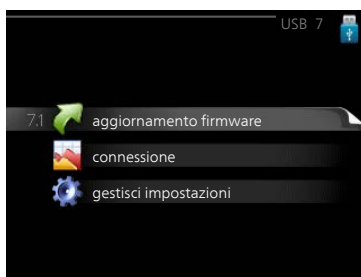 USB 7
7.1 aggiornamento firmware
connessione
gestisci impostazioni